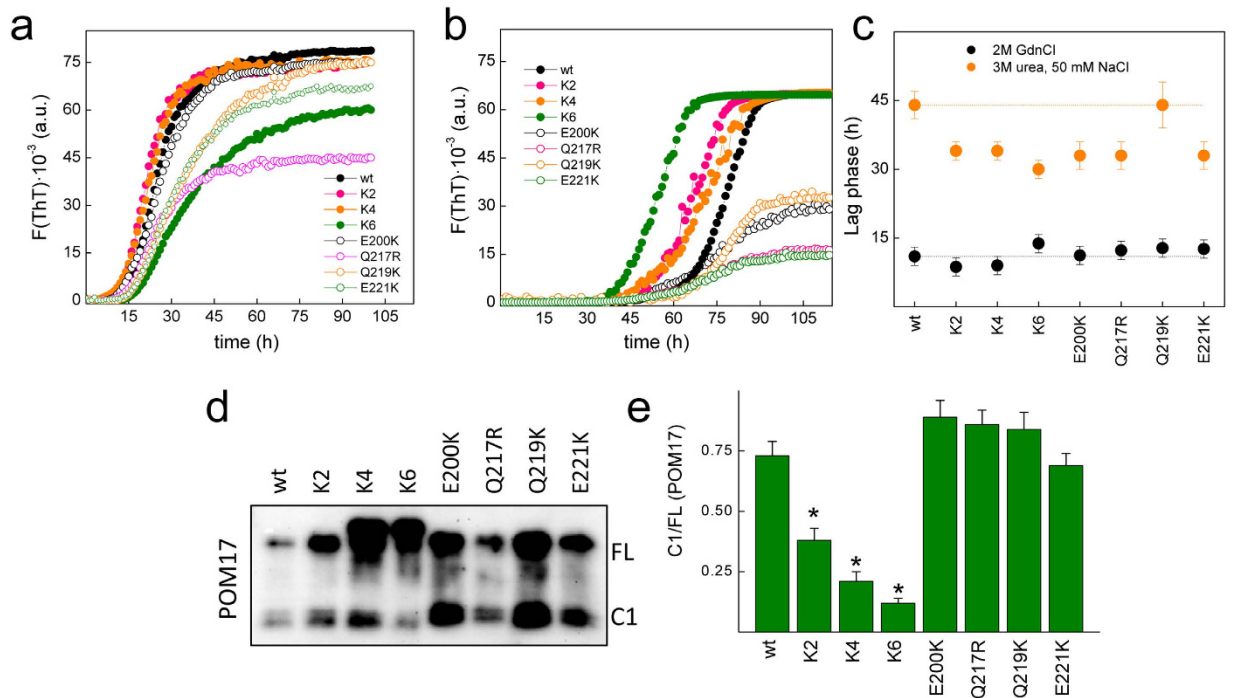 a
F(ThT)·10⁻³ (a.u.)
75
60
45
30
15
0
15 30 45 60 75 90 105
time (h)
wt
K2
K4
K6
E200K
Q217R
Q219K
E221K
b
F(ThT)·10⁻³ (a.u.)
75
60
45
30
15
0
15 30 45 60 75 90 105
time (h)
wt
K2
K4
K6
E200K
Q217R
Q219K
E221K
c
2M GdnCl
3M urea, 50 mM NaCl
Lag phase (h)
45
30
15
wt K2 K4 K6 E200K Q217R Q219K E221K
d
wt K2 K4 K6 E200K Q217R Q219K E221K
POM17
FL
C1
e
C1/FL (POM17)
0.75
0.50
0.25
* * *
wt K2 K4 K6 E200K Q217R Q219K E221K